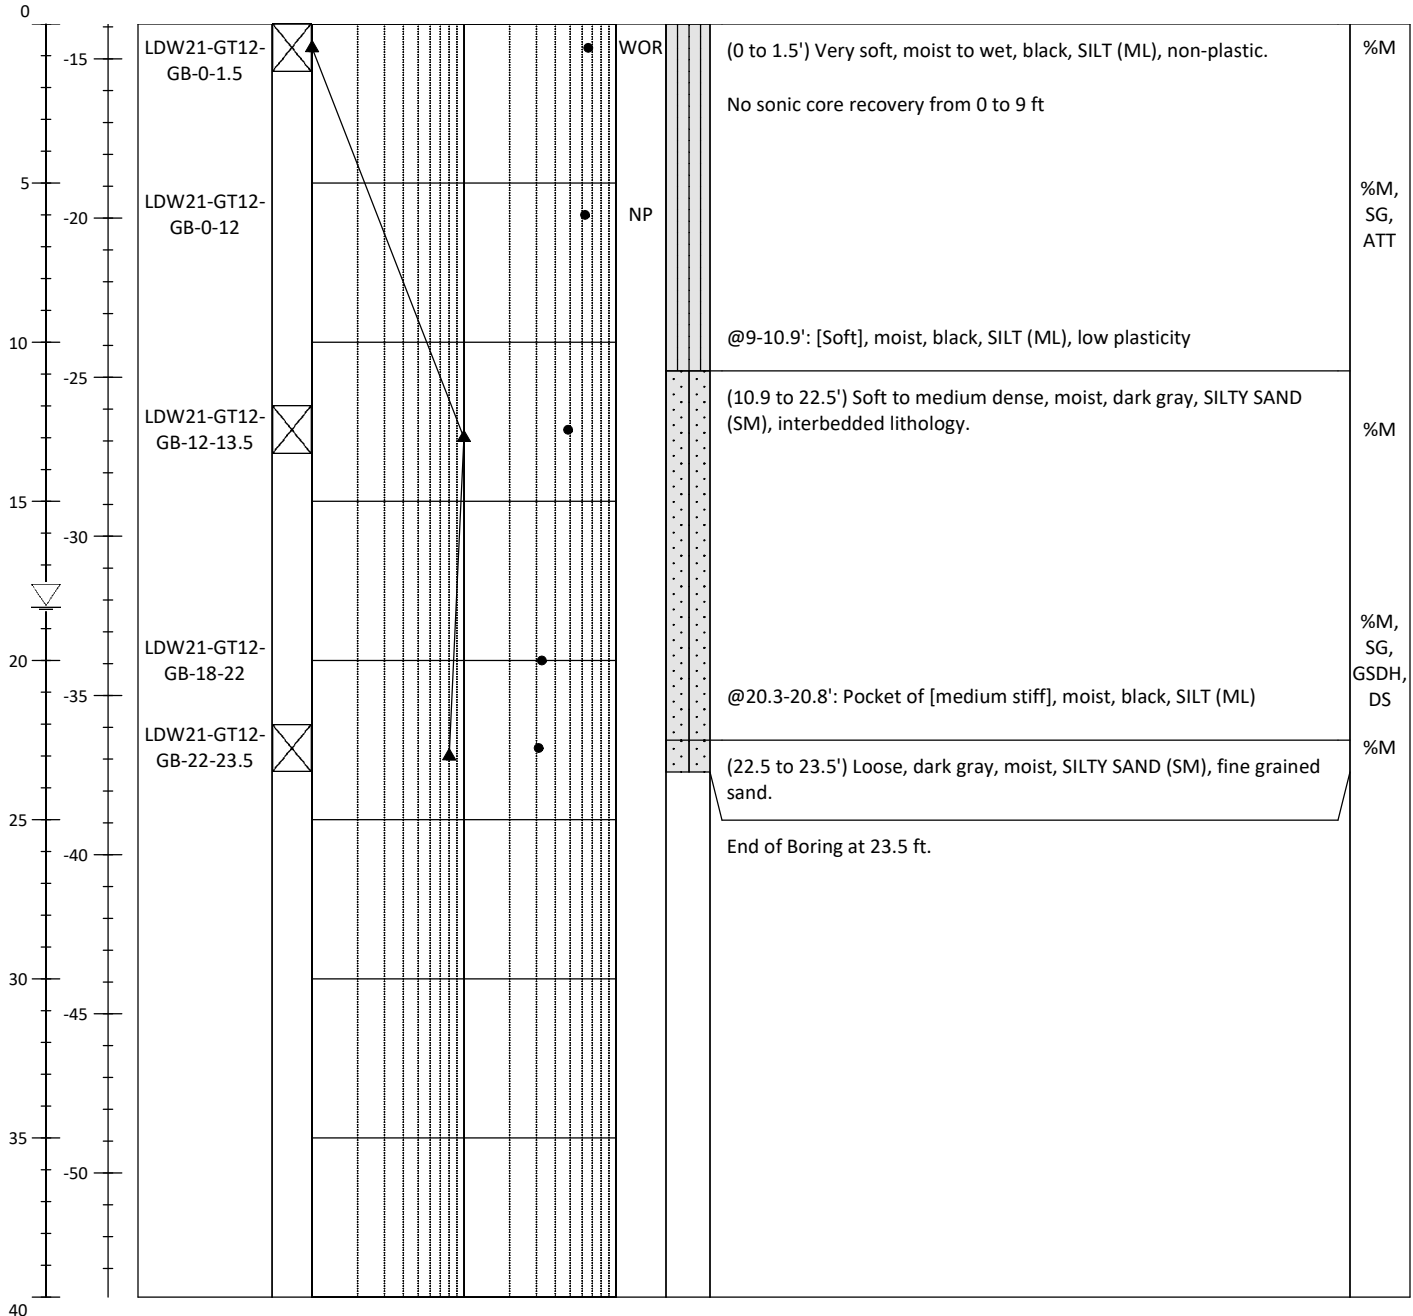 0
5
10
15
20
25
30
35
40
-15
-20
-25
-30
-35
-40
-45
-50
LDW21-GT12-
GB-0-1.5
LDW21-GT12-
GB-0-12
LDW21-GT12-
GB-12-13.5
LDW21-GT12-
GB-18-22
LDW21-GT12-
GB-22-23.5
WOR
NP
(0 to 1.5') Very soft, moist to wet, black, SILT (ML), non-plastic.
No sonic core recovery from 0 to 9 ft
@9-10.9': [Soft], moist, black, SILT (ML), low plasticity
(10.9 to 22.5') Soft to medium dense, moist, dark gray, SILTY SAND
(SM), interbedded lithology.
@20.3-20.8': Pocket of [medium stiff], moist, black, SILT (ML)
(22.5 to 23.5') Loose, dark gray, moist, SILTY SAND (SM), fine grained
sand.
End of Boring at 23.5 ft.
%M
%M,
SG,
ATT
%M
%M,
SG,
GSDH,
DS
%M